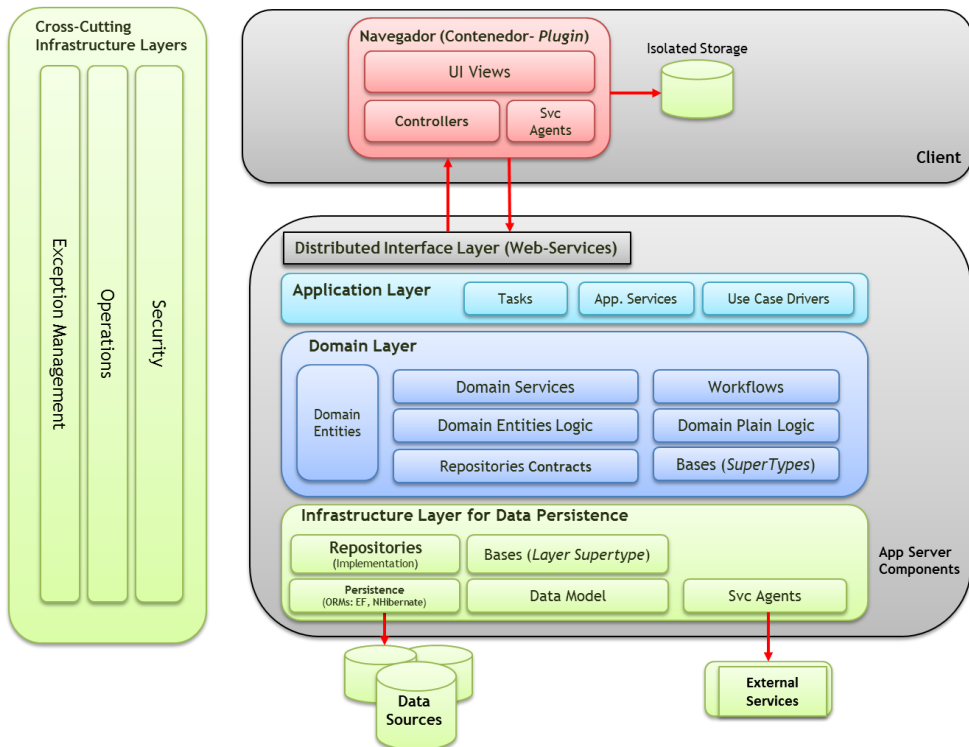 Cross-Cutting
Infrastructure Layers
Exception Management
Operations
Security
Navegador (Contenedor- Plugin)
UI Views
Controllers
Svc
Agents
Isolated Storage
Client
Distributed Interface Layer (Web-Services)
Application Layer
Tasks
App. Services
Use Case Drivers
Domain Layer
Domain
Entities
Domain Services
Workflows
Domain Entities Logic
Domain Plain Logic
Repositories Contracts
Bases (SuperTypes)
Infrastructure Layer for Data Persistence
Repositories
(Implementation)
Bases (Layer Supertype)
Persistence
(ORMs: EF, NHibernate)
Data Model
Svc Agents
App Server
Components
Data
Sources
External
Services